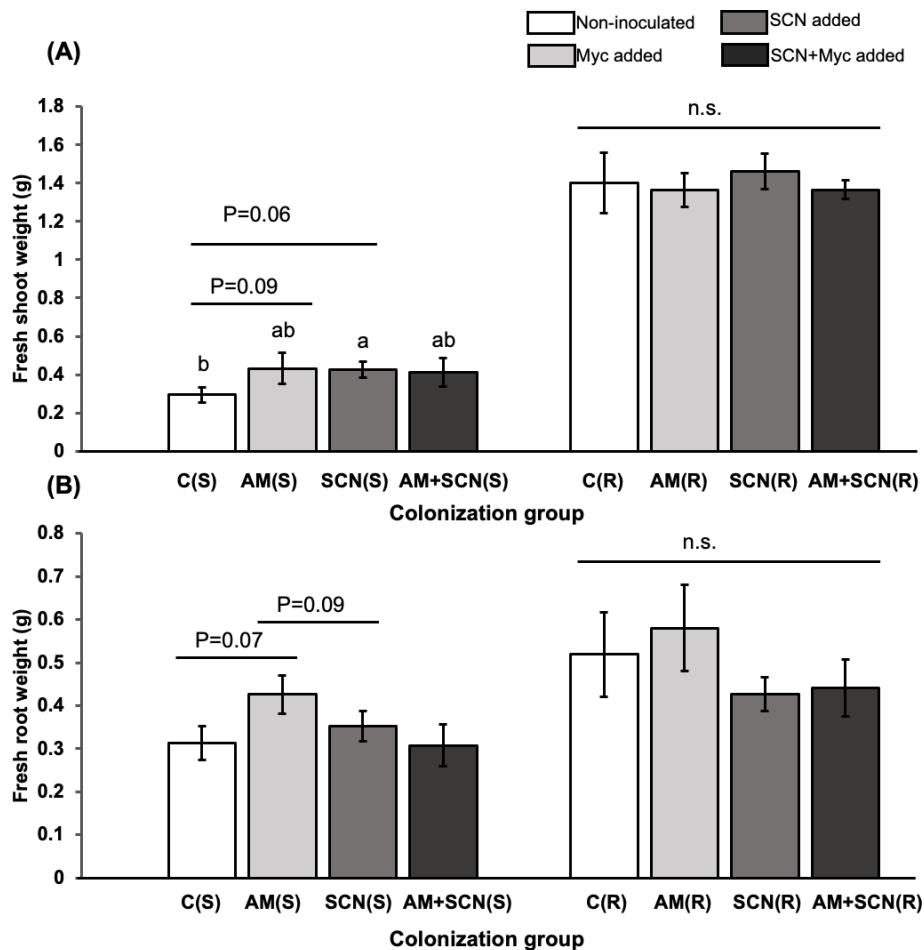 Non-inoculated
SCN added
Myc added
SCN+Myc added
(A)
Fresh shoot weight (g)
1.8
1.6
1.4
1.2
1
0.8
0.6
0.4
0.2
0
P=0.06
P=0.09
b
ab
a
ab
n.s.
C(S) AM(S) SCN(S) AM+SCN(S) C(R) AM(R) SCN(R) AM+SCN(R)
Colonization group
(B)
Fresh root weight (g)
0.8
0.7
0.6
0.5
0.4
0.3
0.2
0.1
0
P=0.09
P=0.07
n.s.
C(S) AM(S) SCN(S) AM+SCN(S) C(R) AM(R) SCN(R) AM+SCN(R)
Colonization group